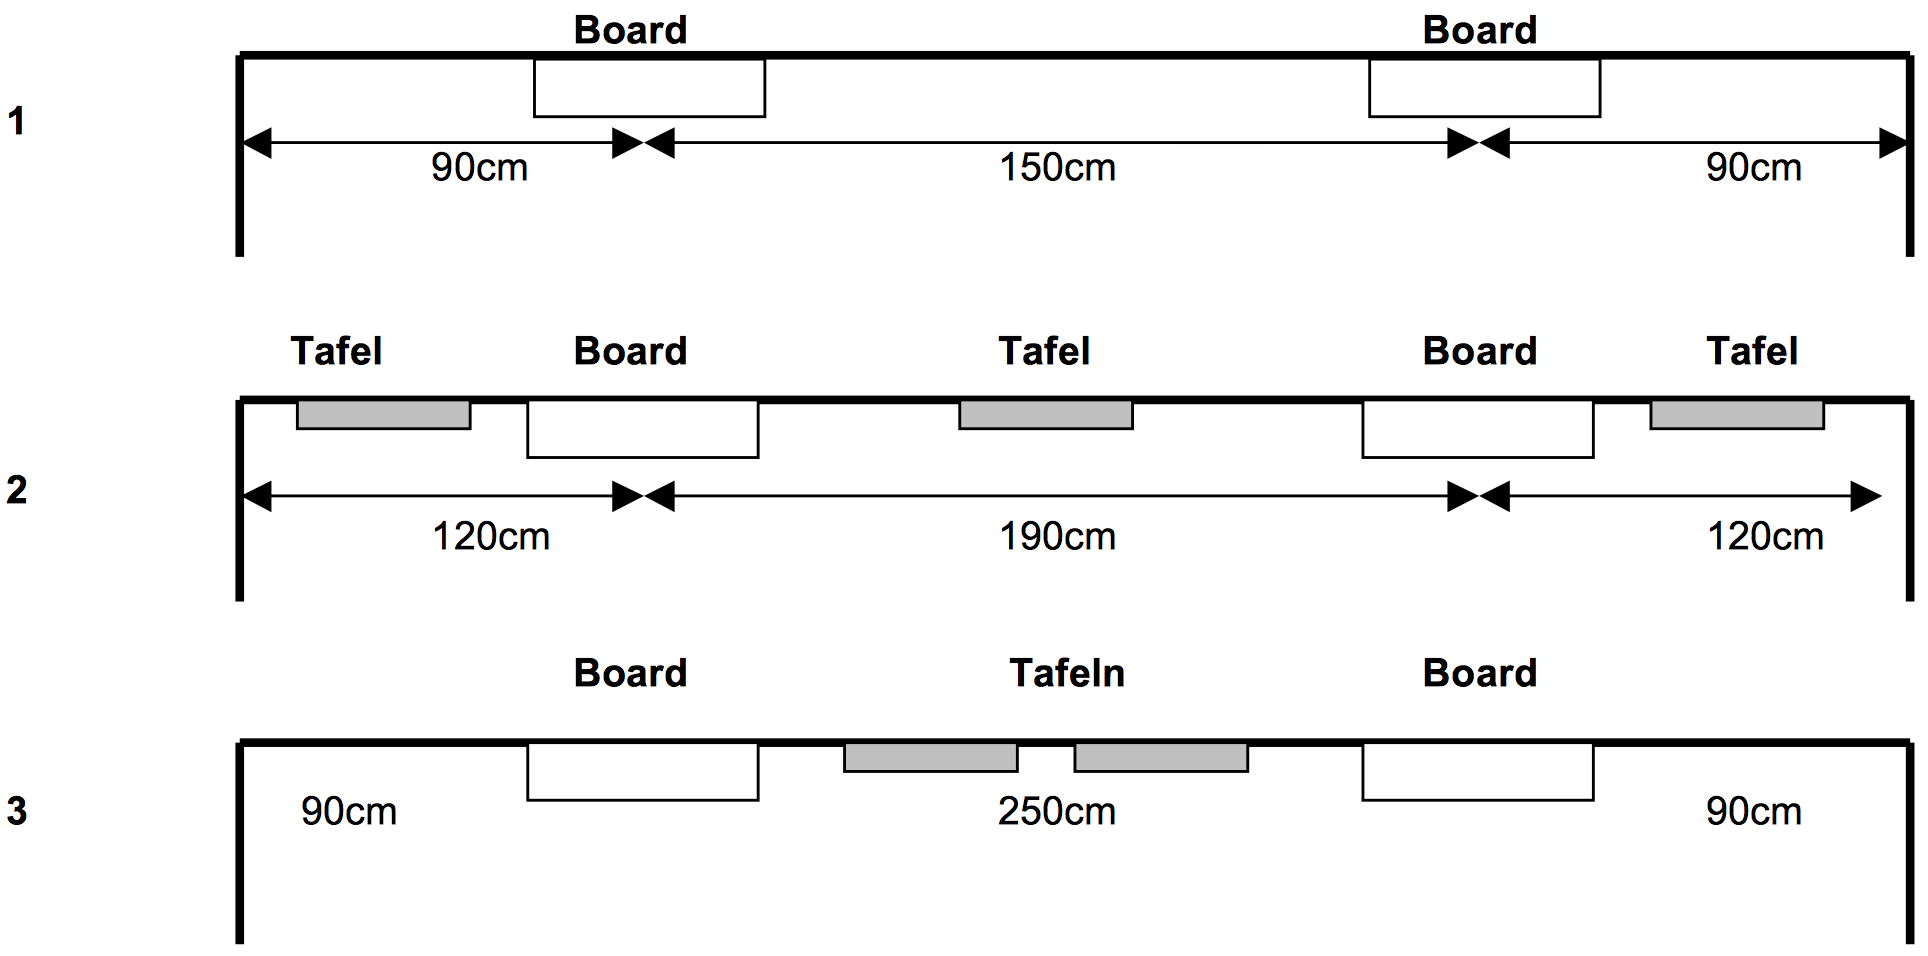 Board Board
1
90cm 150cm 90cm
Tafel Board Tafel Board Tafel
2
120cm 190cm 120cm
Board Tafeln Board
3 90cm 250cm 90cm